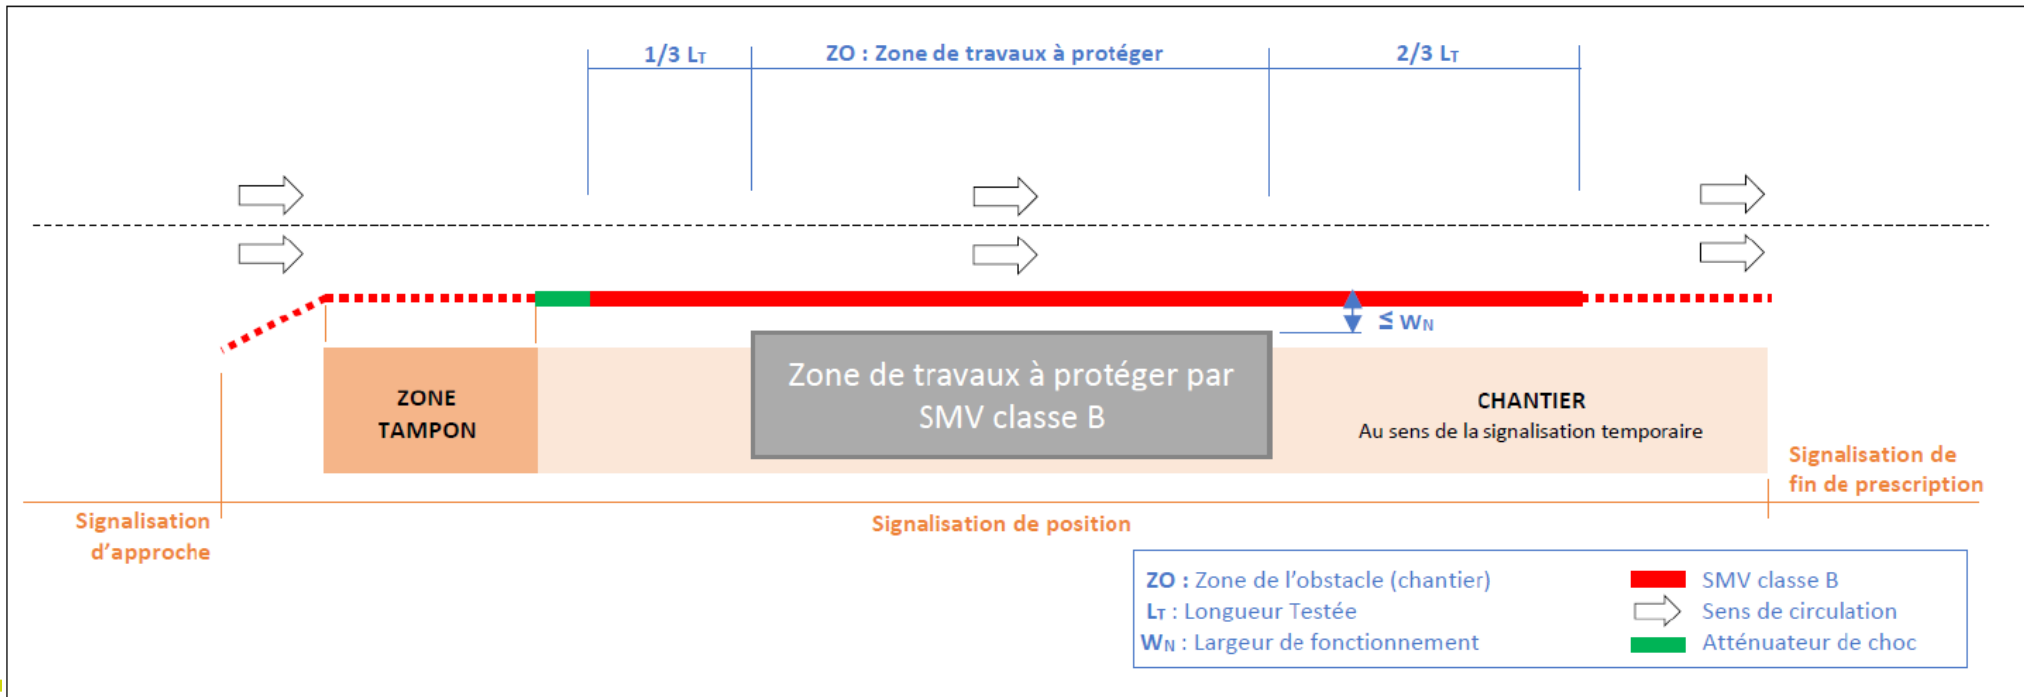 1/3 LT
ZO : Zone de travaux à protéger
2/3 LT
≤ WN
Zone de travaux à protéger par
SMV classe B
ZONE
TAMPON
CHANTIER
Au sens de la signalisation temporaire
Signalisation de
fin de prescription
Signalisation
d’approche
Signalisation de position
ZO : Zone de l’obstacle (chantier)
LT : Longueur Testée
WN : Largeur de fonctionnement
SMV classe B
Sens de circulation
Atténuateur de choc